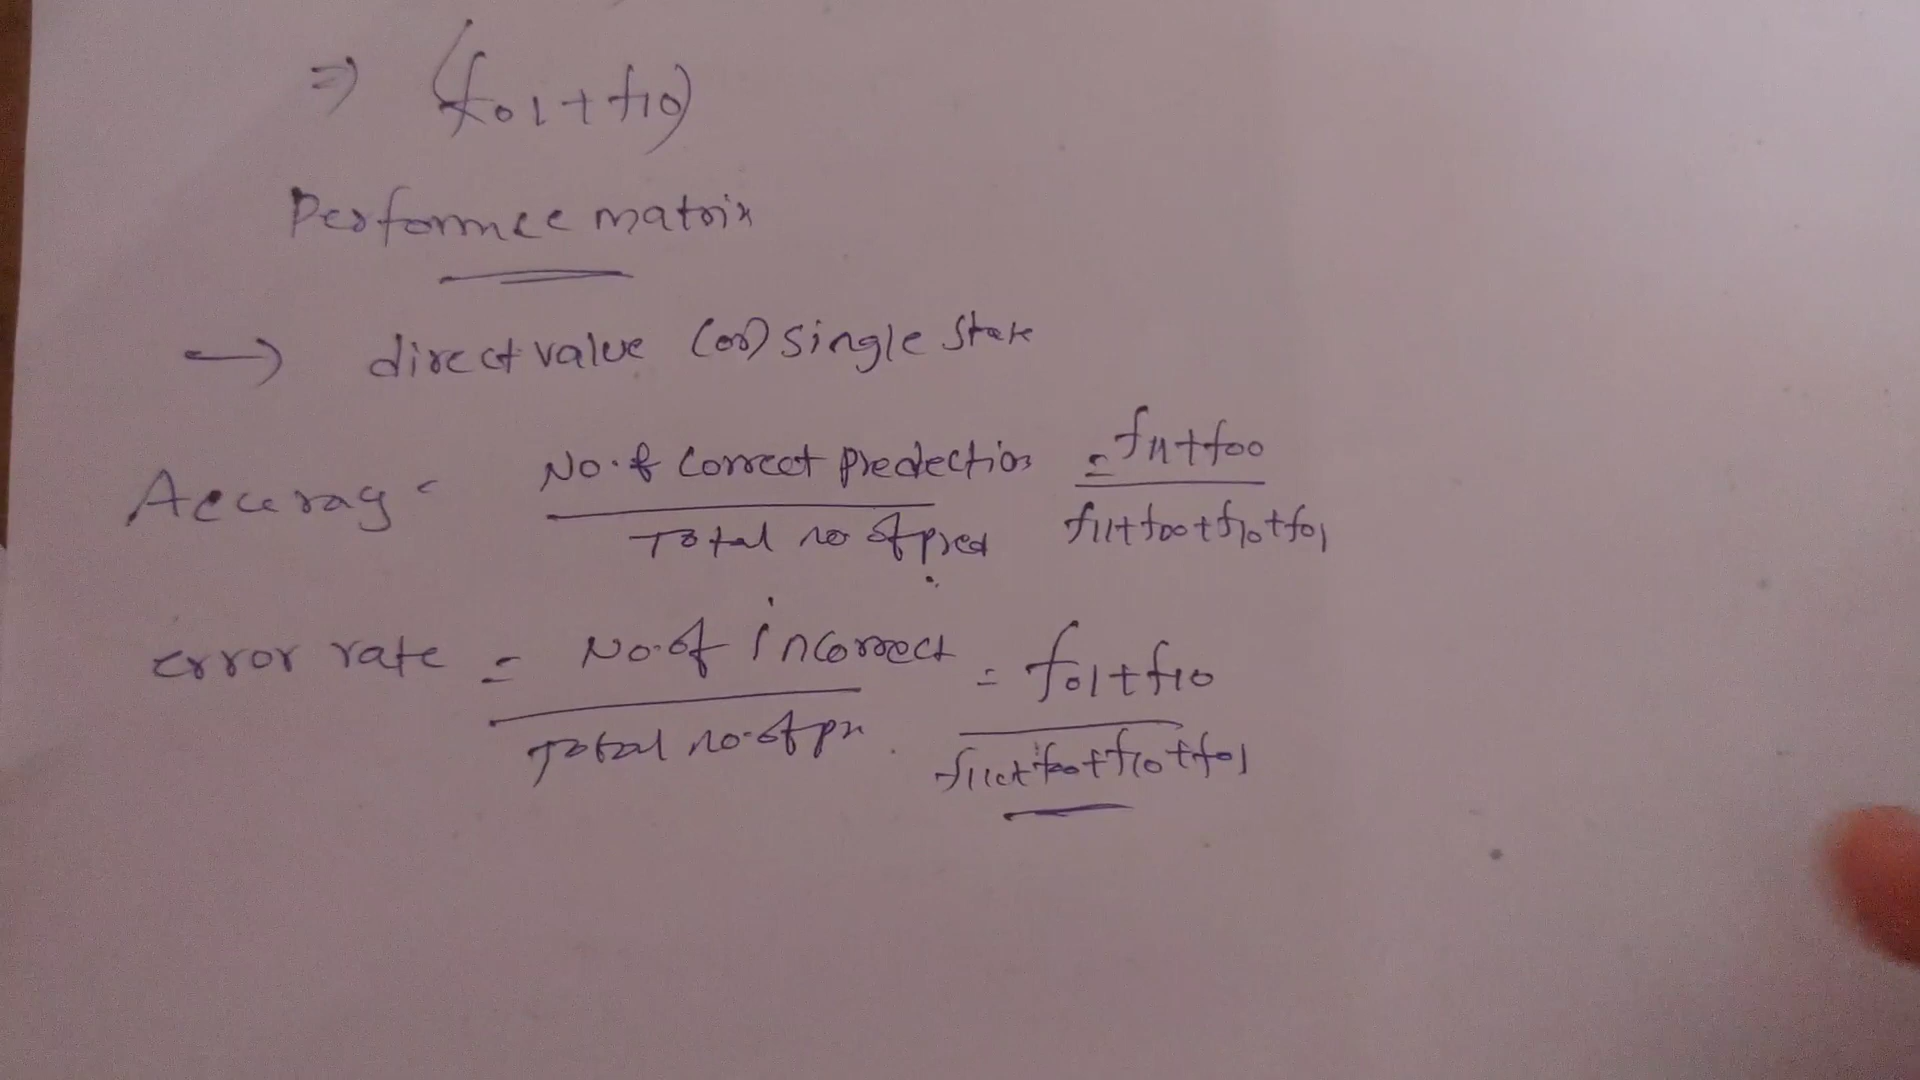 ⇒ (f01+f10)
Performce matrix
→ direct value (or) single state
Accuracy = No. of correct predection / Total no of pred = f11+f00 / f11+f00+f10+f01
error rate = No. of incorrect / Total no. of pr = f01+f10 / f11+f00+f10+f01